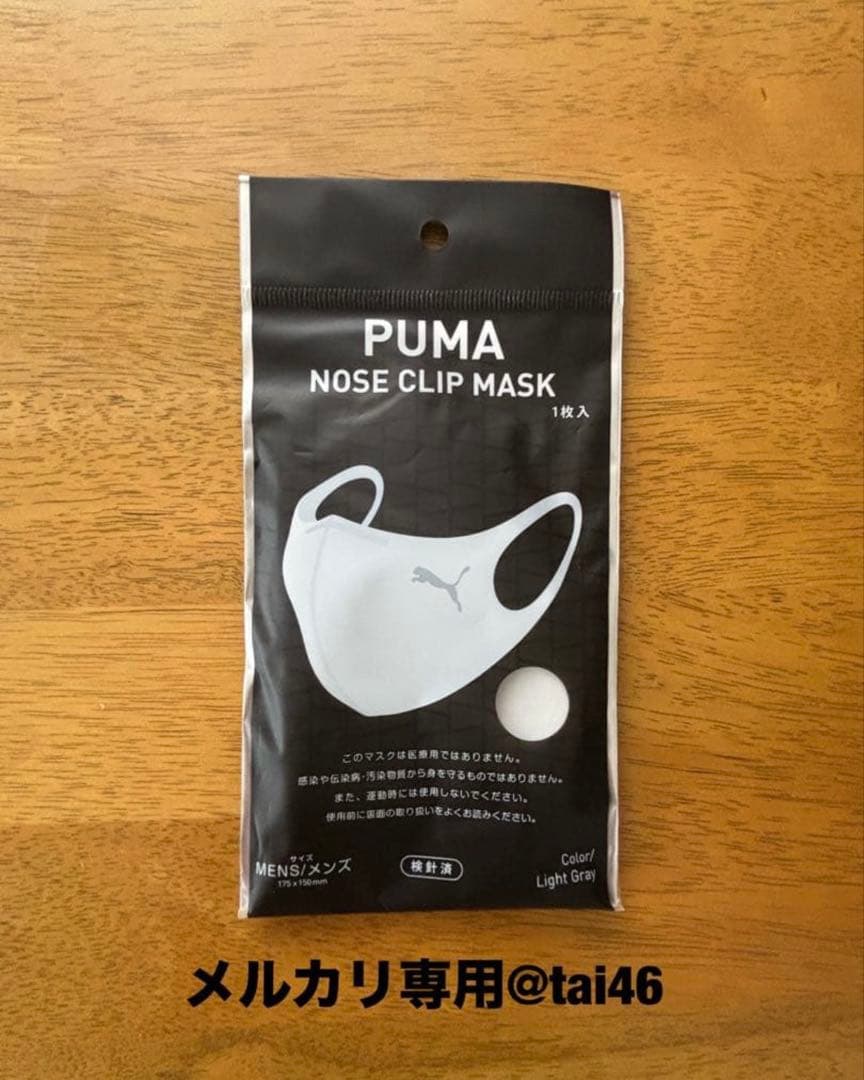 PUMA
NOSE CLIP MASK
1枚入
このマスクは医療用ではありません。
感染や伝染病・汚染物質から身を守るものではありません。
また、運動時には使用しないでください。
使用前に裏面の取り扱いをよくお読みください。
サイズ
MENS/メンズ
175×150mm
検針済
Color/
Light Gray
メルカリ専用@tai46